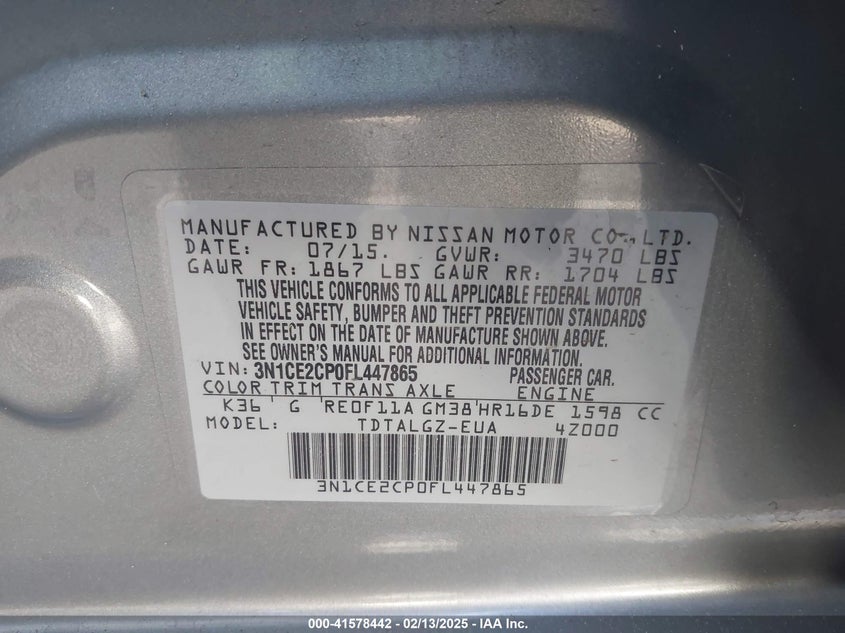 MANUFACTURED BY NISSAN MOTOR CO., LTD.
DATE: 07/15. GVWR: 3470 LBS
GAWR FR: 1867 LBS GAWR RR: 1704 LBS
THIS VEHICLE CONFORMS TO ALL APPLICABLE FEDERAL MOTOR
VEHICLE SAFETY, BUMPER AND THEFT PREVENTION STANDARDS
IN EFFECT ON THE DATE OF MANUFACTURE SHOWN ABOVE.
SEE OWNER'S MANUAL FOR ADDITIONAL INFORMATION.
VIN: 3N1CE2CP0FL447865 PASSENGER CAR.
COLOR TRIM TRANS AXLE ENGINE
K36 ' G 'RE0F11A GM38'HR16DE 1598 CC
MODEL: TDTALGZ-EUA 4Z000
3N1CE2CP0FL447865
000-41578442 - 02/13/2025 - IAA Inc.